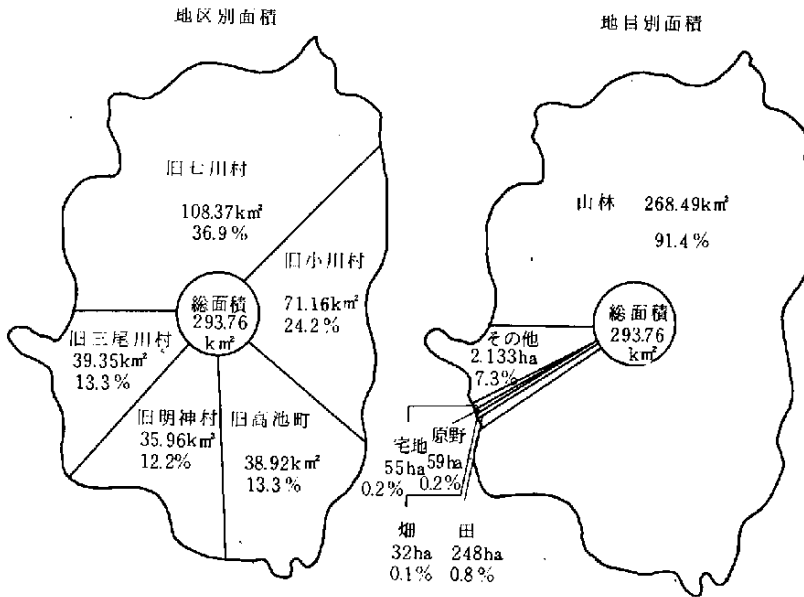 地区別面積
旧七川村
108.37k㎡
36.9%
旧小川村
71.16k㎡
24.2%
総面積
293.76
k㎡
旧三尾川村
39.35k㎡
13.3%
旧明神村
35.96k㎡
12.2%
旧高池町
38.92k㎡
13.3%
地目別面積
山林 268.49k㎡
91.4%
総面積
293.76
k㎡
その他
2.133ha
7.3%
原野
59ha
0.2%
宅地
55ha
0.2%
畑
32ha
0.1%
田
248ha
0.8%